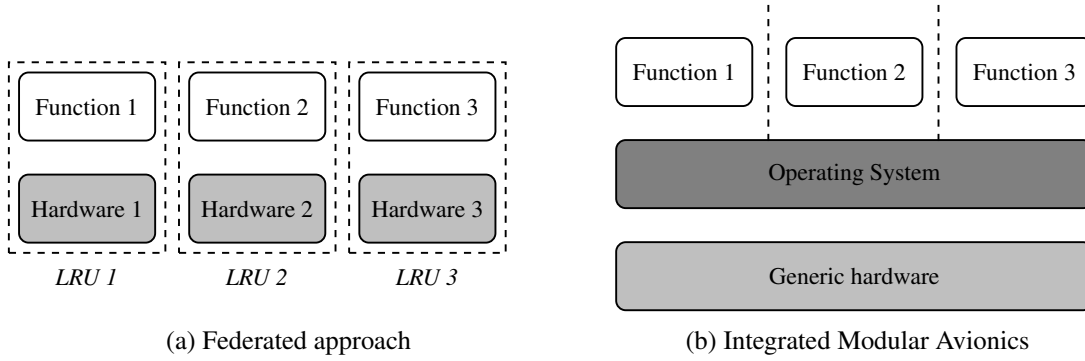 Function 1
Function 2
Function 3
Hardware 1
Hardware 2
Hardware 3
LRU 1
LRU 2
LRU 3
(a) Federated approach
Function 1
Function 2
Function 3
Operating System
Generic hardware
(b) Integrated Modular Avionics